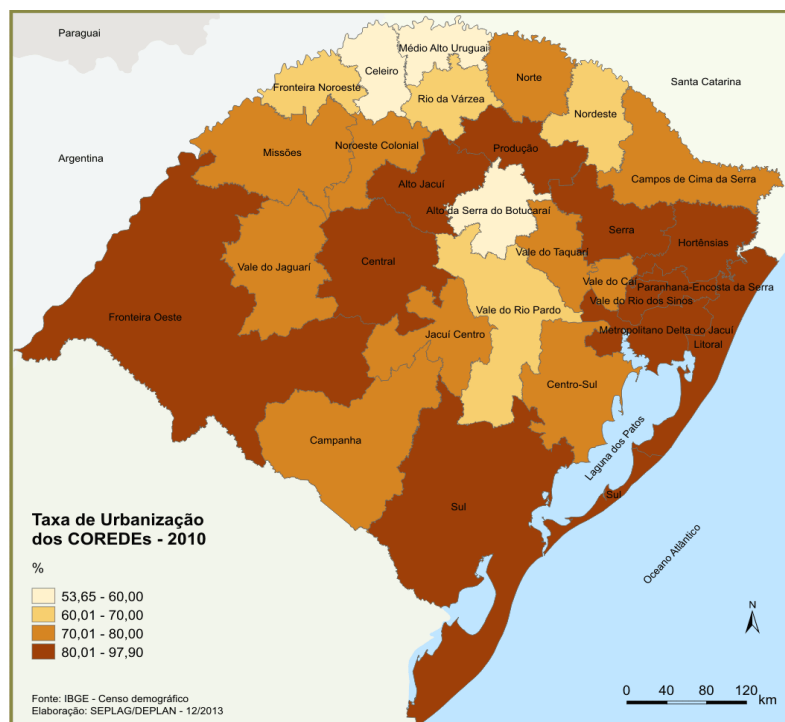 Paraguai
Médio Alto Uruguai
Celeiro
Norte
Santa Catarina
Fronteira Noroeste
Rio da Várzea
Nordeste
Argentina
Missões
Noroeste Colonial
Produção
Campos de Cima da Serra
Alto Jacuí
Alto da Serra do Botucaraí
Serra
Hortênsias
Vale do Jaguarí
Central
Vale do Taquarí
Vale do Caí
Paranhana-Encosta da Serra
Vale do Rio dos Sinos
Fronteira Oeste
Vale do Rio Pardo
Jacuí Centro
Metropolitano Delta do Jacuí
Litoral
Centro-Sul
Campanha
Laguna dos Patos
Sul
Sul
Oceano Atlântico
Taxa de Urbanização
dos COREDEs - 2010
%
53,65 - 60,00
60,01 - 70,00
70,01 - 80,00
80,01 - 97,90
N
Fonte: IBGE - Censo demográfico
Elaboração: SEPLAG/DEPLAN - 12/2013
0 40 80 120
km